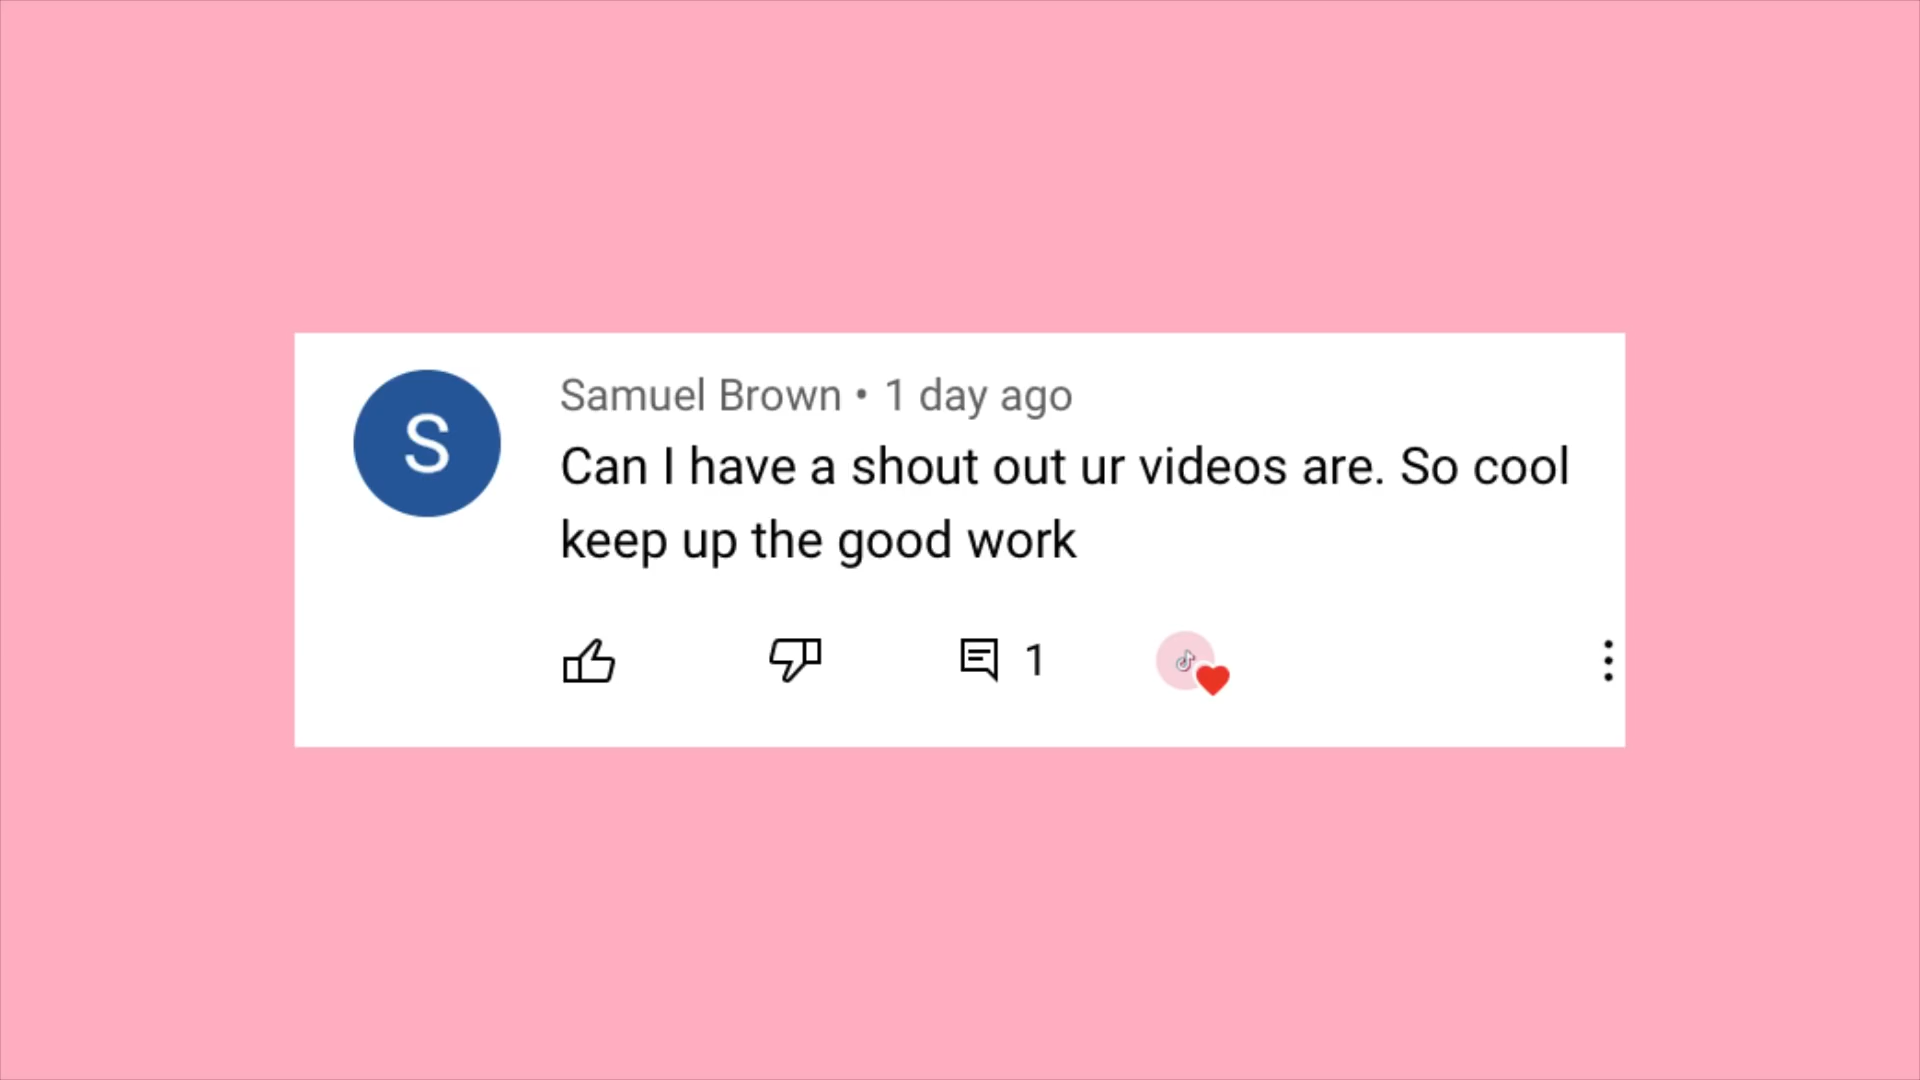 S
Samuel Brown • 1 day ago
Can I have a shout out ur videos are. So cool
keep up the good work
1